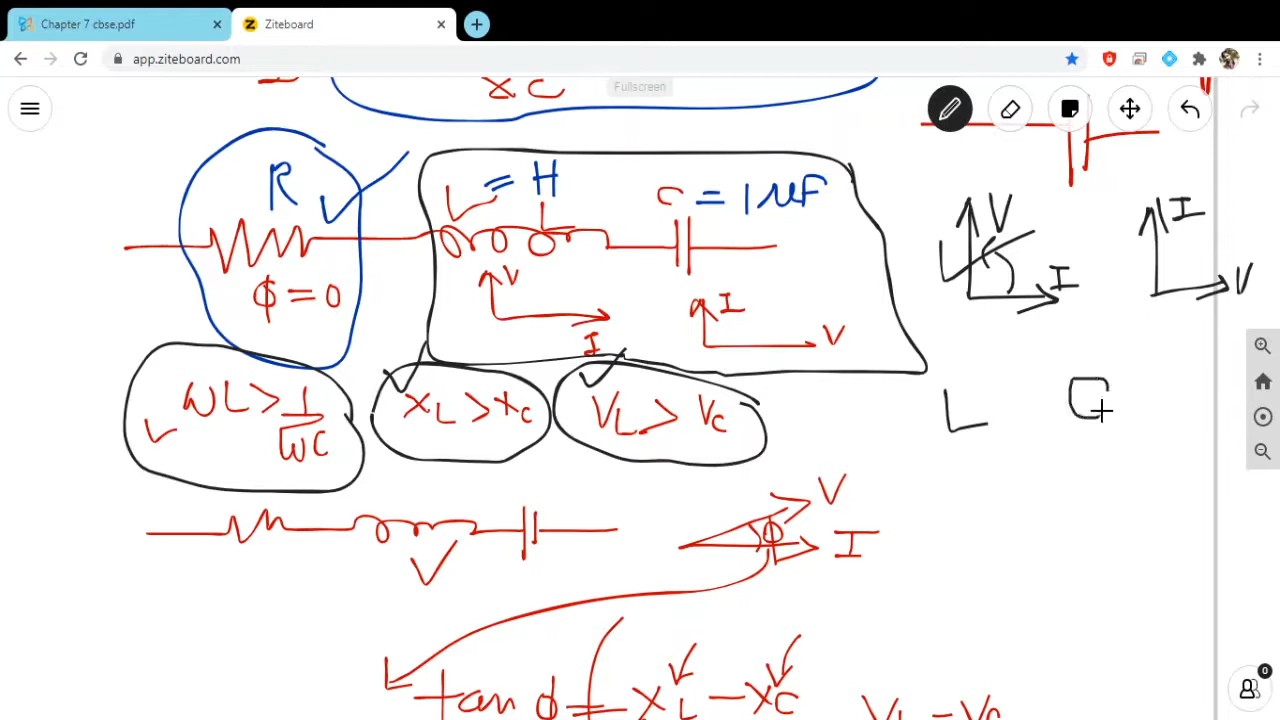 Chapter 7 cbse.pdf
Ziteboard
app.ziteboard.com
Fullscreen
XC
R
L = H
C = 1μF
V
I
I
V
L
ϕ = 0
V
I
I
V
ωL > 1/ωC
XL > XC
VL > VC
L
C
V
ϕ
I
tan ϕ = XL - XC
VL - VC
0